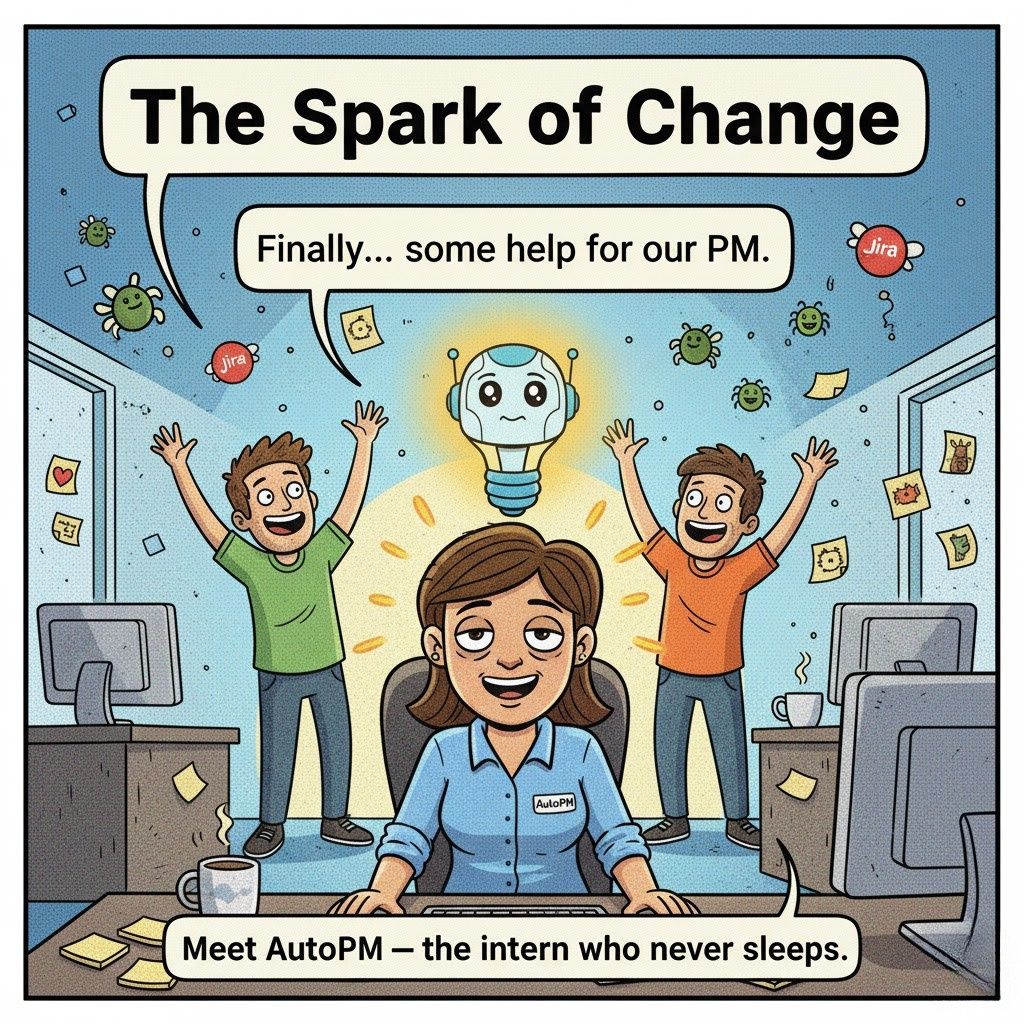 The Spark of Change
Finally... some help for our PM.
Jira
Jira
AutoPM
Meet AutoPM – the intern who never sleeps.